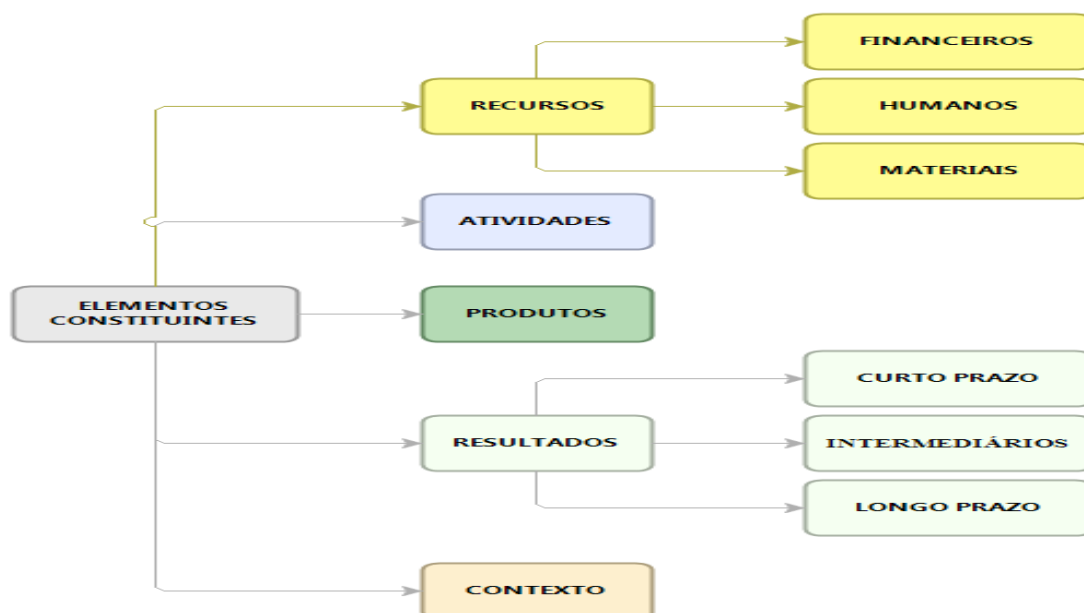 ELEMENTOS
CONSTITUINTES
RECURSOS
FINANCEIROS
HUMANOS
MATERIAIS
ATIVIDADES
PRODUTOS
RESULTADOS
CURTO PRAZO
INTERMEDIÁRIOS
LONGO PRAZO
CONTEXTO